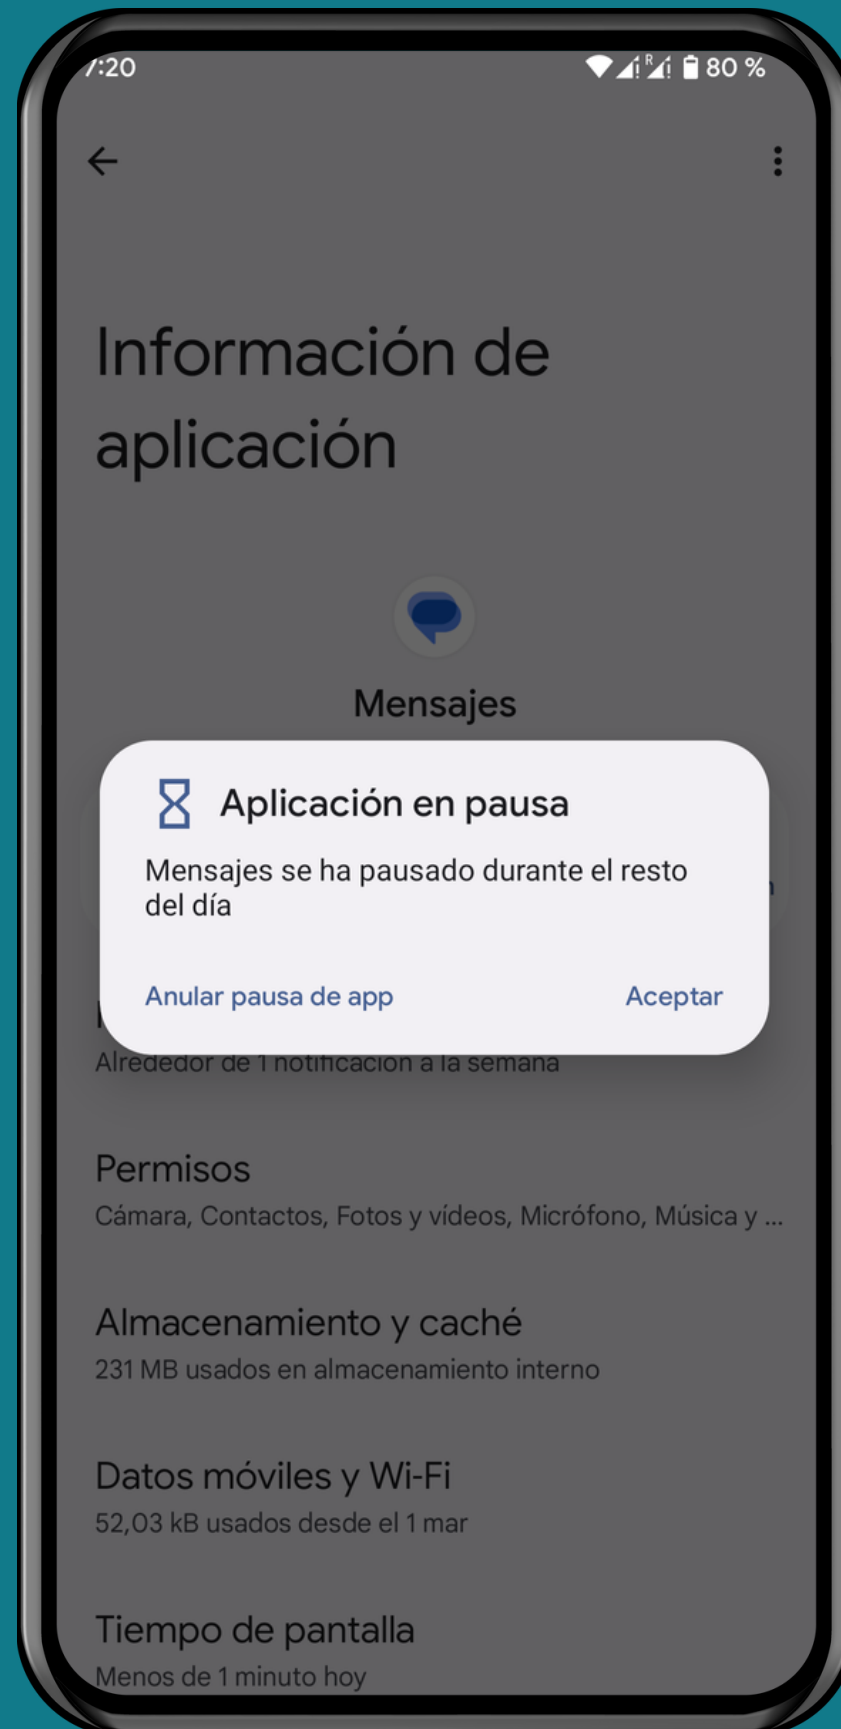 7:20
R
80 %
Información de
aplicación
Mensajes
Aplicación en pausa
Mensajes se ha pausado durante el resto
del día
Anular pausa de app
Aceptar
Alrededor de 1 notificación a la semana
Permisos
Cámara, Contactos, Fotos y vídeos, Micrófono, Música y ...
Almacenamiento y caché
231 MB usados en almacenamiento interno
Datos móviles y Wi-Fi
52,03 kB usados desde el 1 mar
Tiempo de pantalla
Menos de 1 minuto hoy